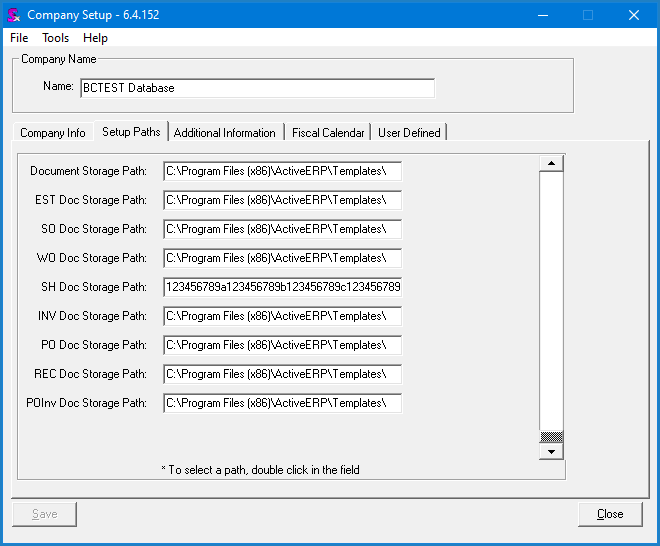 Company Setup - 6.4.152
File Tools Help
Company Name
Name: BCTEST Database
Company Info Setup Paths Additional Information Fiscal Calendar User Defined
Document Storage Path: C:\Program Files (x86)\ActiveERP\Templates\
EST Doc Storage Path: C:\Program Files (x86)\ActiveERP\Templates\
SO Doc Storage Path: C:\Program Files (x86)\ActiveERP\Templates\
WO Doc Storage Path: C:\Program Files (x86)\ActiveERP\Templates\
SH Doc Storage Path: 123456789a123456789b123456789c123456789
INV Doc Storage Path: C:\Program Files (x86)\ActiveERP\Templates\
PO Doc Storage Path: C:\Program Files (x86)\ActiveERP\Templates\
REC Doc Storage Path: C:\Program Files (x86)\ActiveERP\Templates\
POInv Doc Storage Path: C:\Program Files (x86)\ActiveERP\Templates\
* To select a path, double click in the field
Save Close